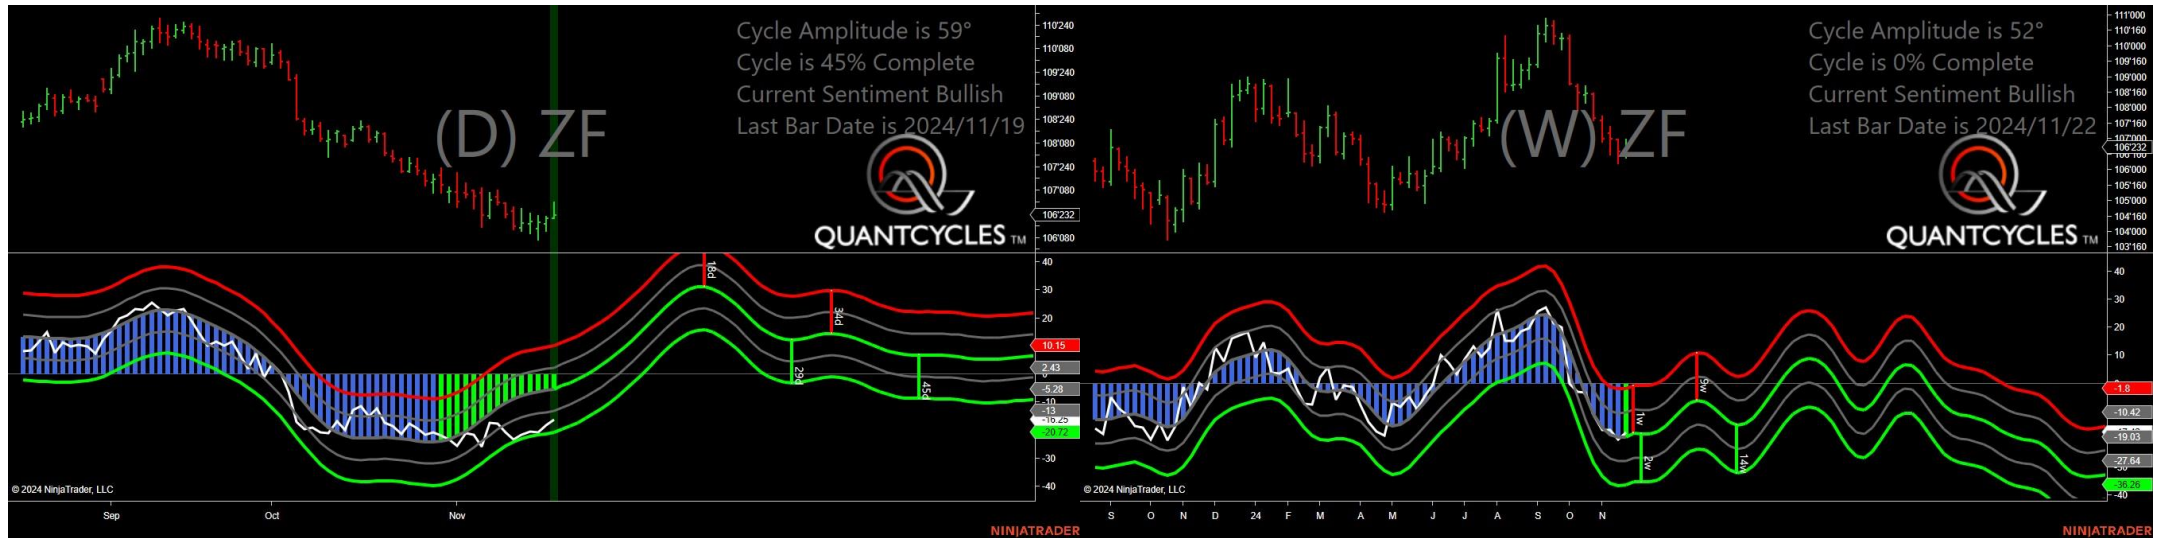 Cycle Amplitude is 59°
Cycle is 45% Complete
Current Sentiment Bullish
Last Bar Date is 2024/11/19
(D) ZF
QUANTCYCLES TM
110'240
110'080
109'240
109'080
108'240
108'080
107'240
107'080
106'232
106'080
18d
34d
29d
45d
40
30
20
10.15
0
2.43
-5.28
-10
-13
-16.25
-20.72
-30
-40
© 2024 NinjaTrader, LLC
Sep Oct Nov
NINJATRADER
Cycle Amplitude is 52°
Cycle is 0% Complete
Current Sentiment Bullish
Last Bar Date is 2024/11/22
(W) ZF
QUANTCYCLES TM
111'000
110'160
110'000
109'160
109'000
108'160
108'000
107'160
107'000
106'232
106'160
106'000
105'160
105'000
104'160
104'000
103'160
1w
2w
9w
14w
40
30
20
10
-1.8
-10.42
-19.03
-27.64
-36.26
-40
© 2024 NinjaTrader, LLC
S O N D 24 F M A M J J A S O N
NINJATRADER